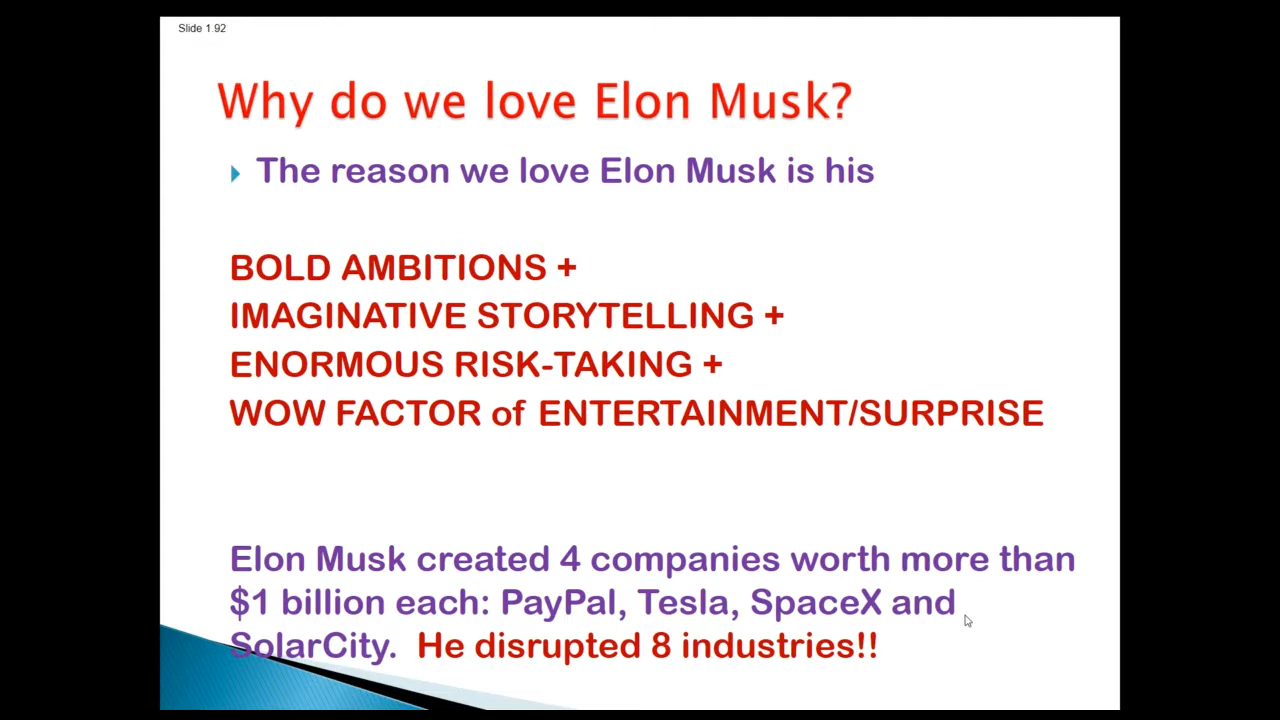 Slide 1.92
Why do we love Elon Musk?
The reason we love Elon Musk is his
BOLD AMBITIONS +
IMAGINATIVE STORYTELLING +
ENORMOUS RISK-TAKING +
WOW FACTOR of ENTERTAINMENT/SURPRISE
Elon Musk created 4 companies worth more than
$1 billion each: PayPal, Tesla, SpaceX and
SolarCity. He disrupted 8 industries!!